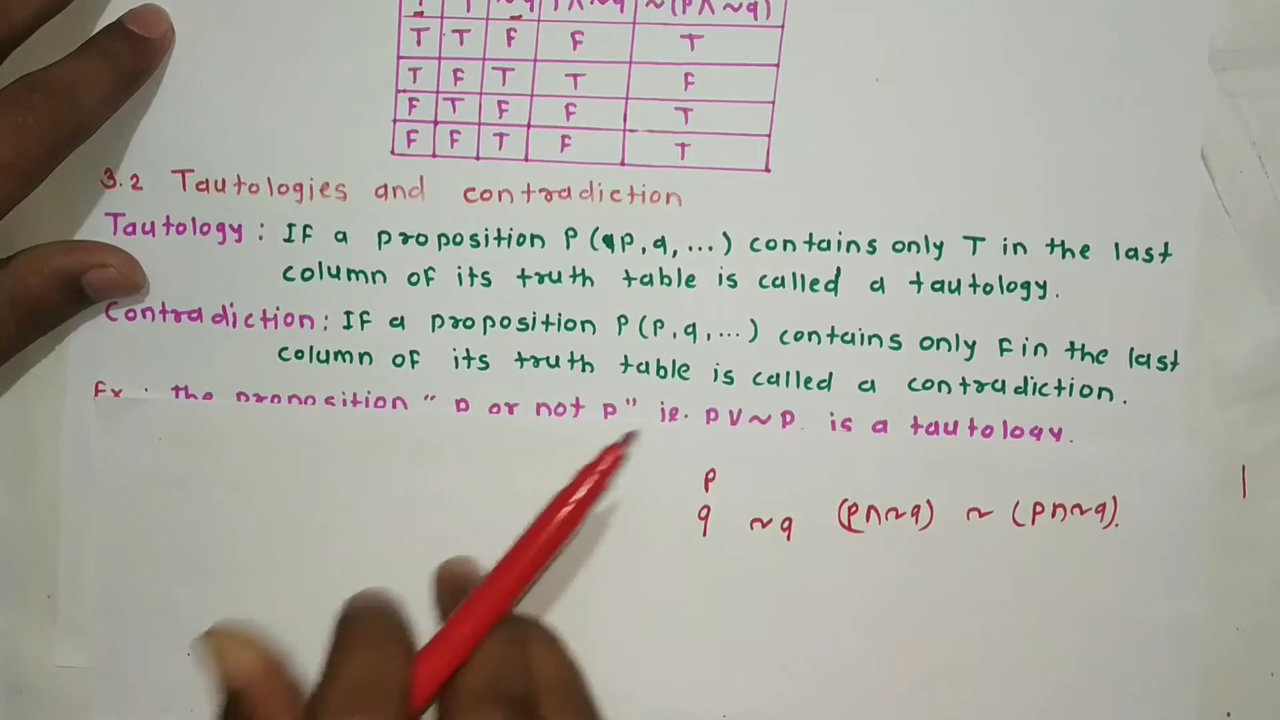 ~(P∧~q)
T T F F T
T F T T F
F T F F T
F F T F T
3.2 Tautologies and contradiction
Tautology: If a proposition P(qp,q,...) contains only T in the last
column of its truth table is called a tautology.
Contradiction: If a proposition P(p,q,...) contains only F in the last
column of its truth table is called a contradiction.
Ex: the proposition "p or not p" ie. p∨~p. is a tautology.
p
q ~q (p∧~q) ~(p∧~q).